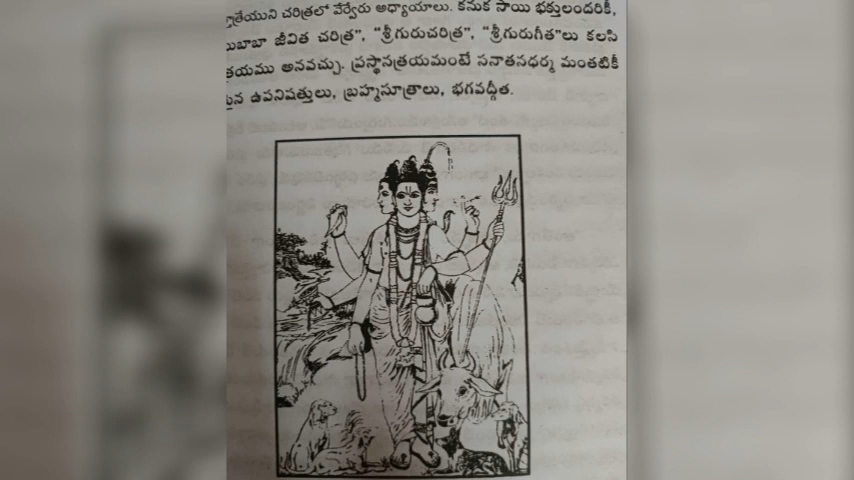 త్రేయుని చరిత్రలో వేర్వేరు అధ్యాయాలు. కనుక సాయి భక్తులందరికీ,
బాబా జీవిత చరిత్ర", "శ్రీగురుచరిత్ర", "శ్రీగురుగీత"లు కలసి
త్రయము అనవచ్చు. ప్రస్థానత్రయమంటే సనాతనధర్మ మంతటికీ
ఉపనిషత్తులు, బ్రహ్మసూత్రాలు, భగవద్గీత.